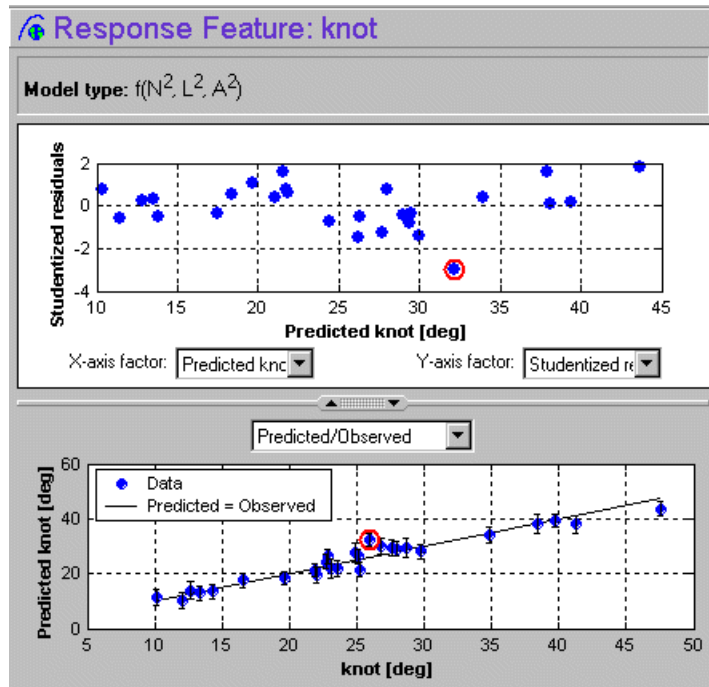 Response Feature: knot
Model type: f(N², L², A²)
Studentized residuals
2
0
-2
-4
10 15 20 25 30 35 40 45
Predicted knot [deg]
X-axis factor: Predicted knc Y-axis factor: Studentized re
Predicted/Observed
Predicted knot [deg]
60
40
20
0
Data
Predicted = Observed
5 10 15 20 25 30 35 40 45 50
knot [deg]